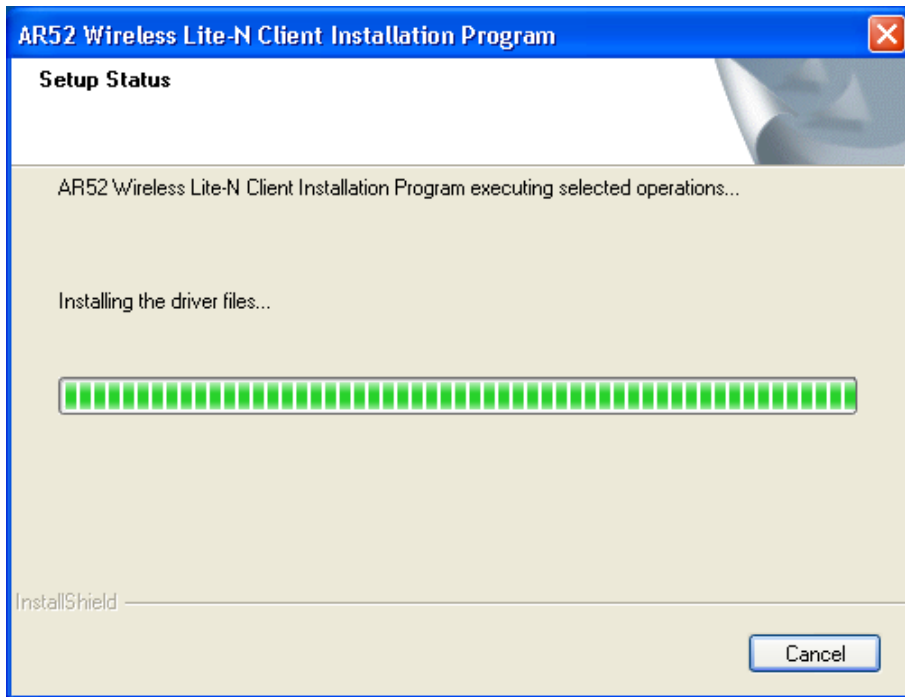 AR52 Wireless Lite-N Client Installation Program
Setup Status
AR52 Wireless Lite-N Client Installation Program executing selected operations...
Installing the driver files...
InstallShield
Cancel